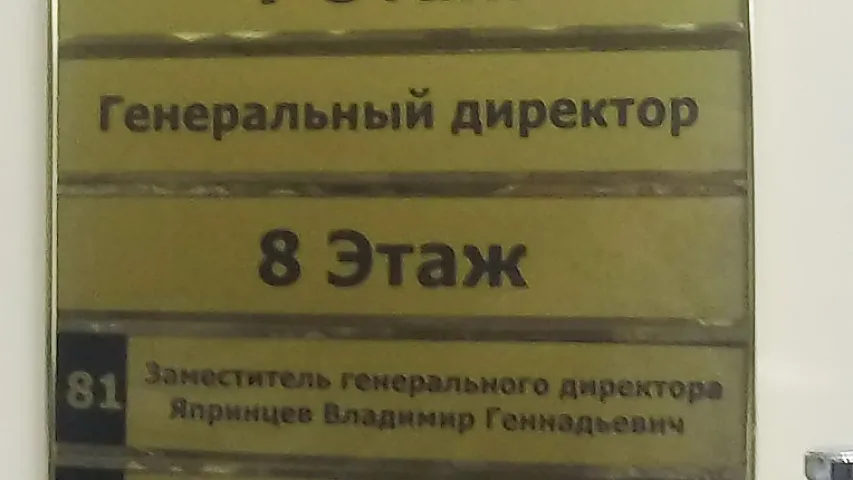 Генеральный директор
8 Этаж
81
Заместитель генерального директора
Япринцев Владимир Геннадьевич